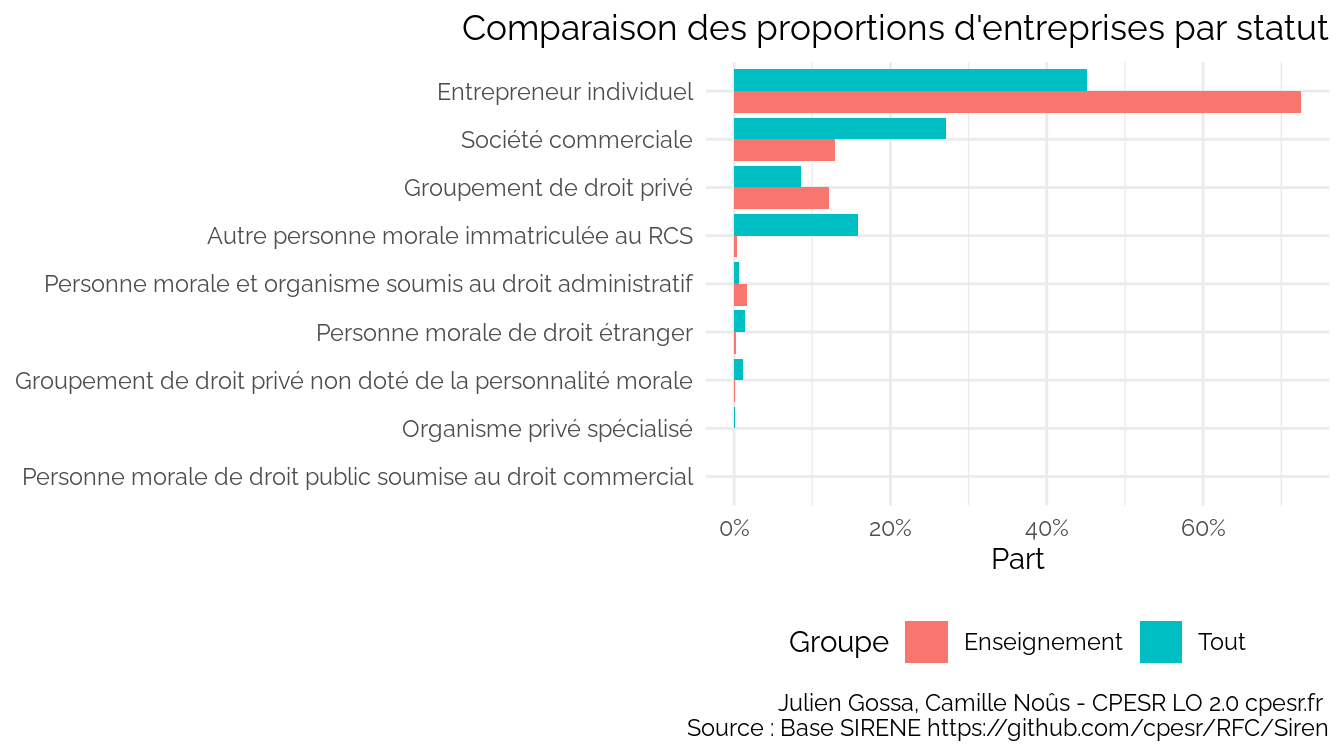 Comparaison des proportions d'entreprises par statut
Entrepreneur individuel
Société commerciale
Groupement de droit privé
Autre personne morale immatriculée au RCS
Personne morale et organisme soumis au droit administratif
Personne morale de droit étranger
Groupement de droit privé non doté de la personnalité morale
Organisme privé spécialisé
Personne morale de droit public soumise au droit commercial
0% 20% 40% 60%
Part
Groupe Enseignement Tout
Julien Gossa, Camille Noûs - CPESR LO 2.0 cpesr.fr
Source : Base SIRENE https://github.com/cpesr/RFC/Siren